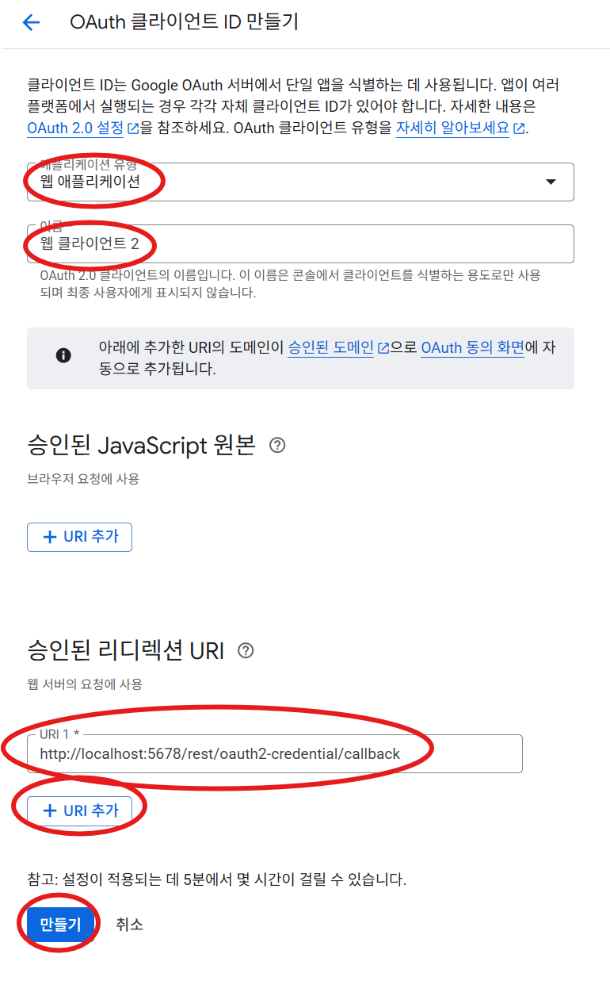 OAuth 클라이언트 ID 만들기
클라이언트 ID는 Google OAuth 서버에서 단일 앱을 식별하는 데 사용됩니다. 앱이 여러
플랫폼에서 실행되는 경우 각각 자체 클라이언트 ID가 있어야 합니다. 자세한 내용은
OAuth 2.0 설정을 참조하세요. OAuth 클라이언트 유형을 자세히 알아보세요.
애플리케이션 유형
웹 애플리케이션
이름 *
웹 클라이언트 2
OAuth 2.0 클라이언트의 이름입니다. 이 이름은 콘솔에서 클라이언트를 식별하는 용도로만 사용
되며 최종 사용자에게 표시되지 않습니다.
아래에 추가한 URI의 도메인이 승인된 도메인으로 OAuth 동의 화면에 자
동으로 추가됩니다.
승인된 JavaScript 원본
브라우저 요청에 사용
+ URI 추가
승인된 리디렉션 URI
웹 서버의 요청에 사용
URI 1 *
http://localhost:5678/rest/oauth2-credential/callback
+ URI 추가
참고: 설정이 적용되는 데 5분에서 몇 시간이 걸릴 수 있습니다.
만들기 취소